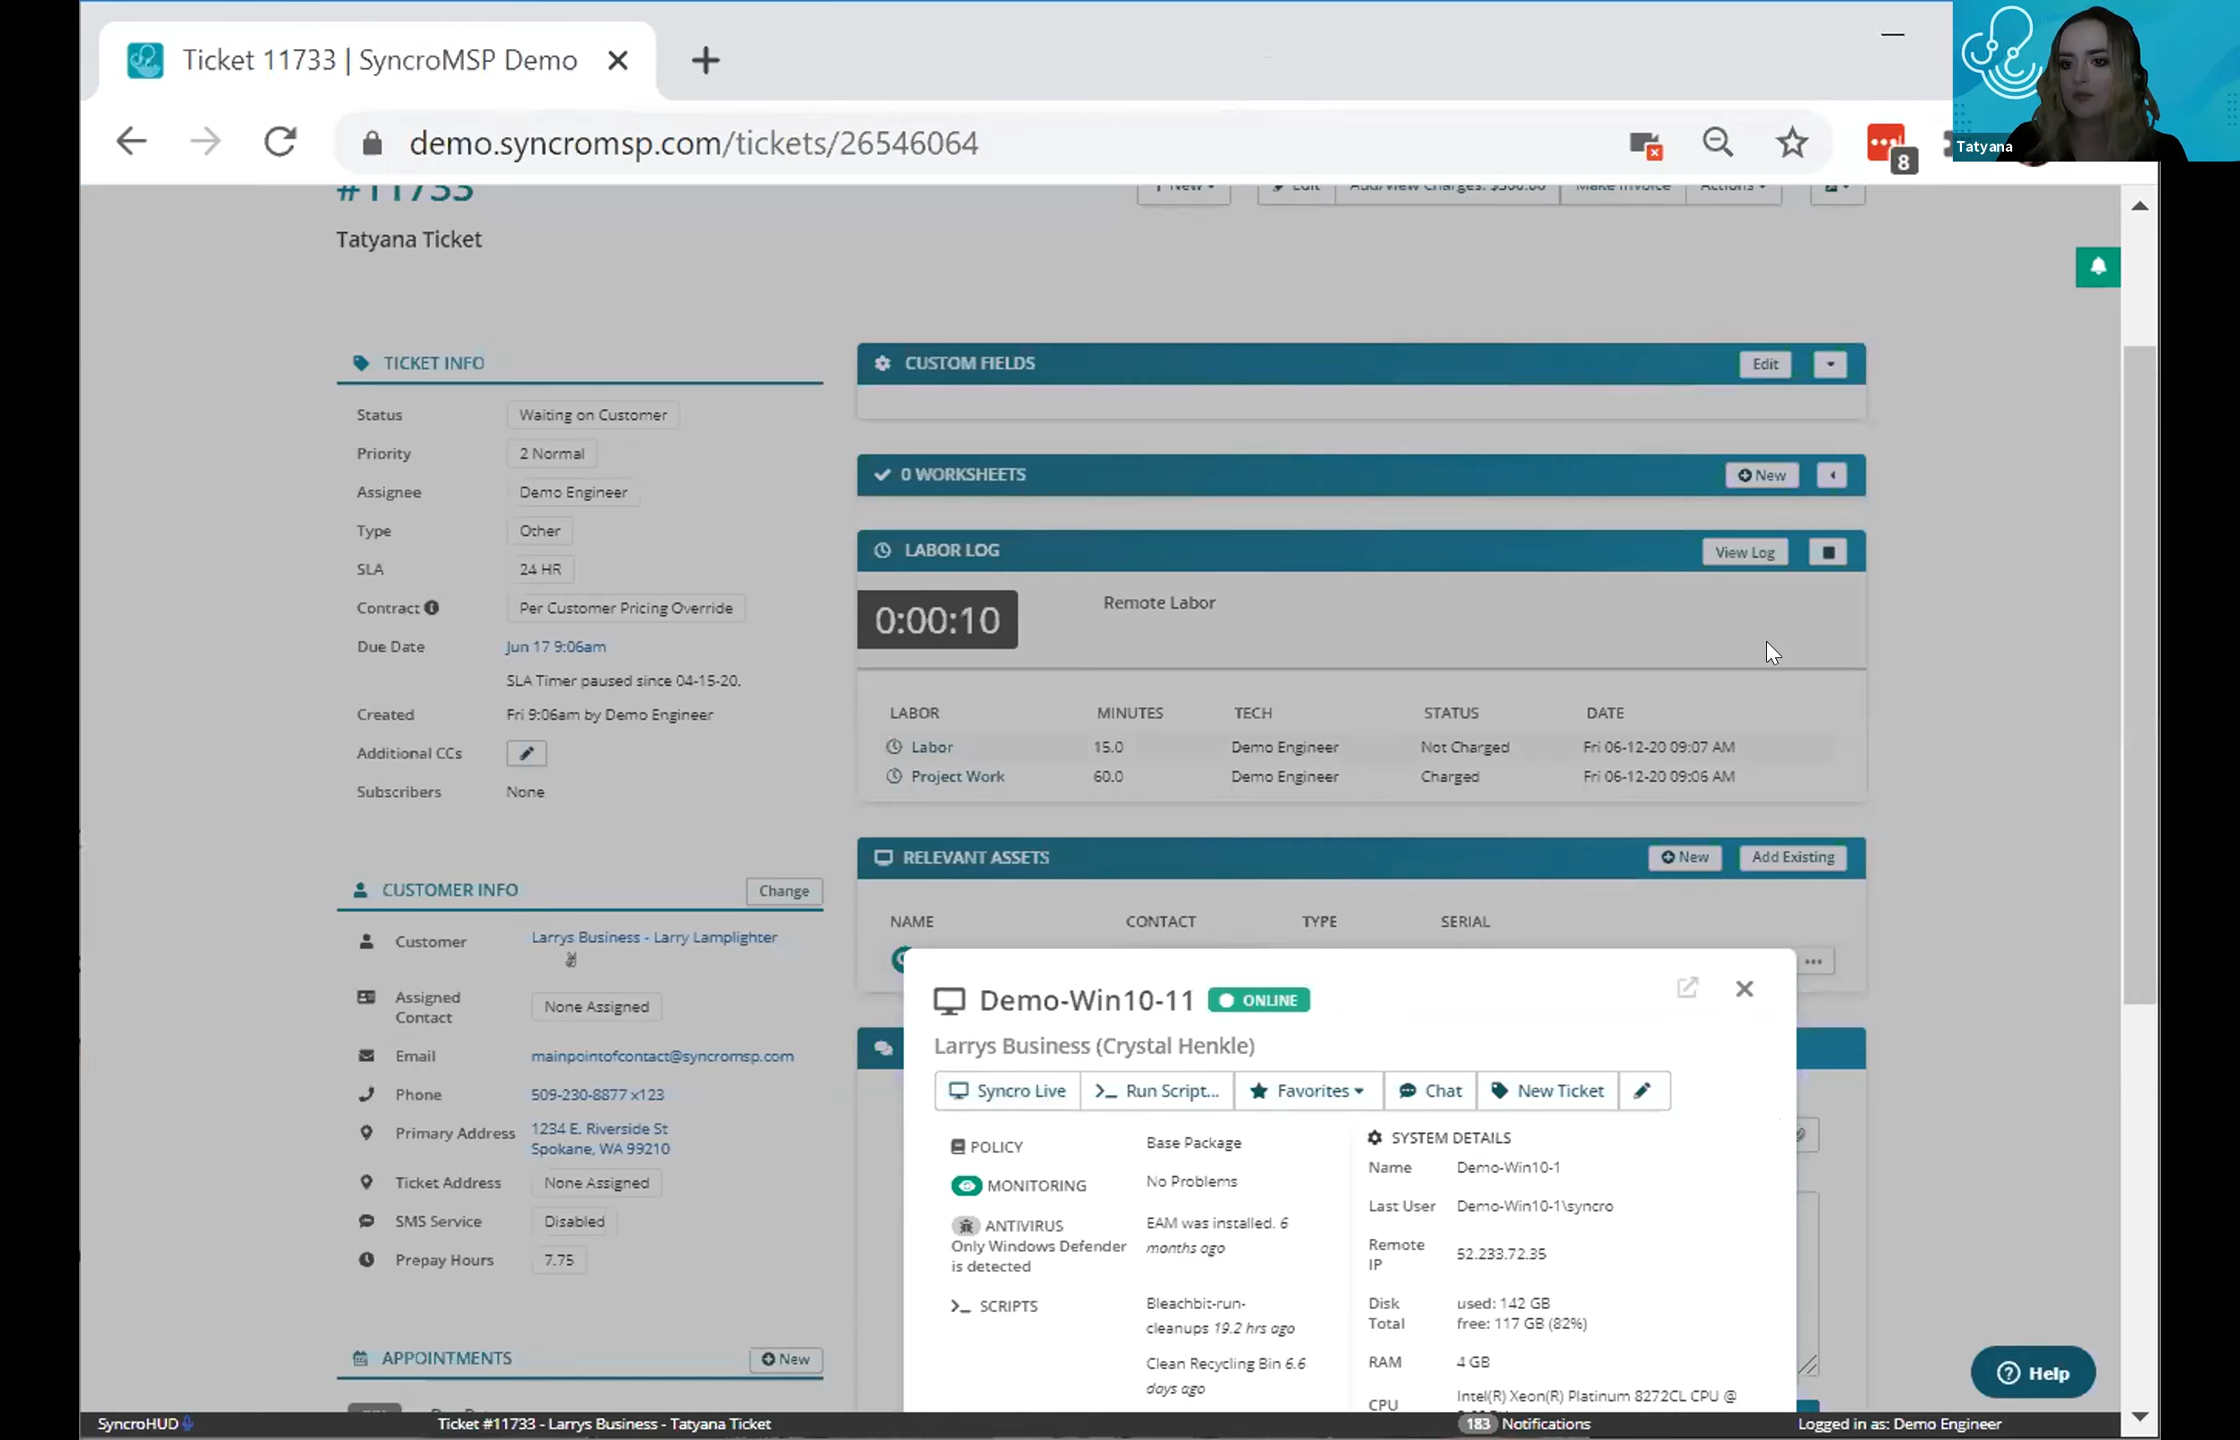 Ticket 11733 | SyncroMSP Demo
demo.syncromsp.com/tickets/26546064
8
Tatyana
#11733
New
Edit
Add/View Charges: $300.00
Make Invoice
Actions
Tatyana Ticket
TICKET INFO
Status Waiting on Customer
Priority 2 Normal
Assignee Demo Engineer
Type Other
SLA 24 HR
Contract Per Customer Pricing Override
Due Date Jun 17 9:06am
SLA Timer paused since 04-15-20.
Created Fri 9:06am by Demo Engineer
Additional CCs
Subscribers None
CUSTOMER INFO Change
Customer Larrys Business - Larry Lamplighter
Assigned
Contact
None Assigned
Email mainpointofcontact@syncromsp.com
Phone 509-230-8877 x123
Primary Address 1234 E. Riverside St
Spokane, WA 99210
Ticket Address None Assigned
SMS Service Disabled
Prepay Hours 7.75
APPOINTMENTS New
CUSTOM FIELDS Edit
0 WORKSHEETS New
LABOR LOG View Log
0:00:10 Remote Labor
LABOR MINUTES TECH STATUS DATE
Labor 15.0 Demo Engineer Not Charged Fri 06-12-20 09:07 AM
Project Work 60.0 Demo Engineer Charged Fri 06-12-20 09:06 AM
RELEVANT ASSETS New Add Existing
NAME CONTACT TYPE SERIAL
Demo-Win10-11 ONLINE
Larrys Business (Crystal Henkle)
Syncro Live Run Script... Favorites Chat New Ticket
POLICY Base Package
MONITORING No Problems
ANTIVIRUS
Only Windows Defender
is detected
EAM was installed. 6
months ago
SCRIPTS
Bleachbit-run-
cleanups 19.2 hrs ago
Clean Recycling Bin 6.6
days ago
SYSTEM DETAILS
Name Demo-Win10-1
Last User Demo-Win10-1\syncro
Remote
IP
52.233.72.35
Disk
Total
used: 142 GB
free: 117 GB (82%)
RAM 4 GB
CPU Intel(R) Xeon(R) Platinum 8272CL CPU @
Help
SyncroHUD
Ticket #11733 - Larrys Business - Tatyana Ticket
183 Notifications
Logged in as: Demo Engineer